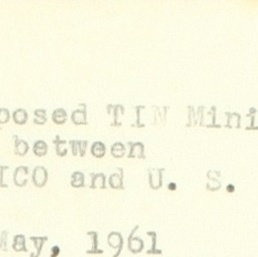 posed TIN Mini
between
ICO and U. S.
May, 1961